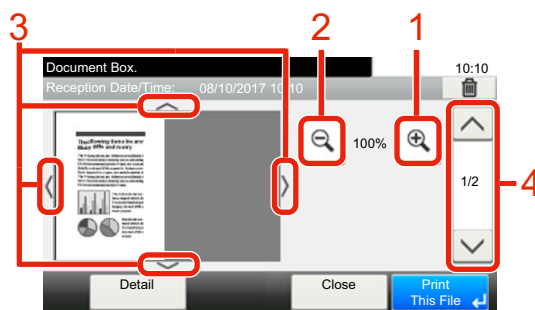 3
2
1
Document Box.
10:10
Reception Date/Time: 08/10/2017 10:10
100%
1/2
4
Detail
Close
Print
This File